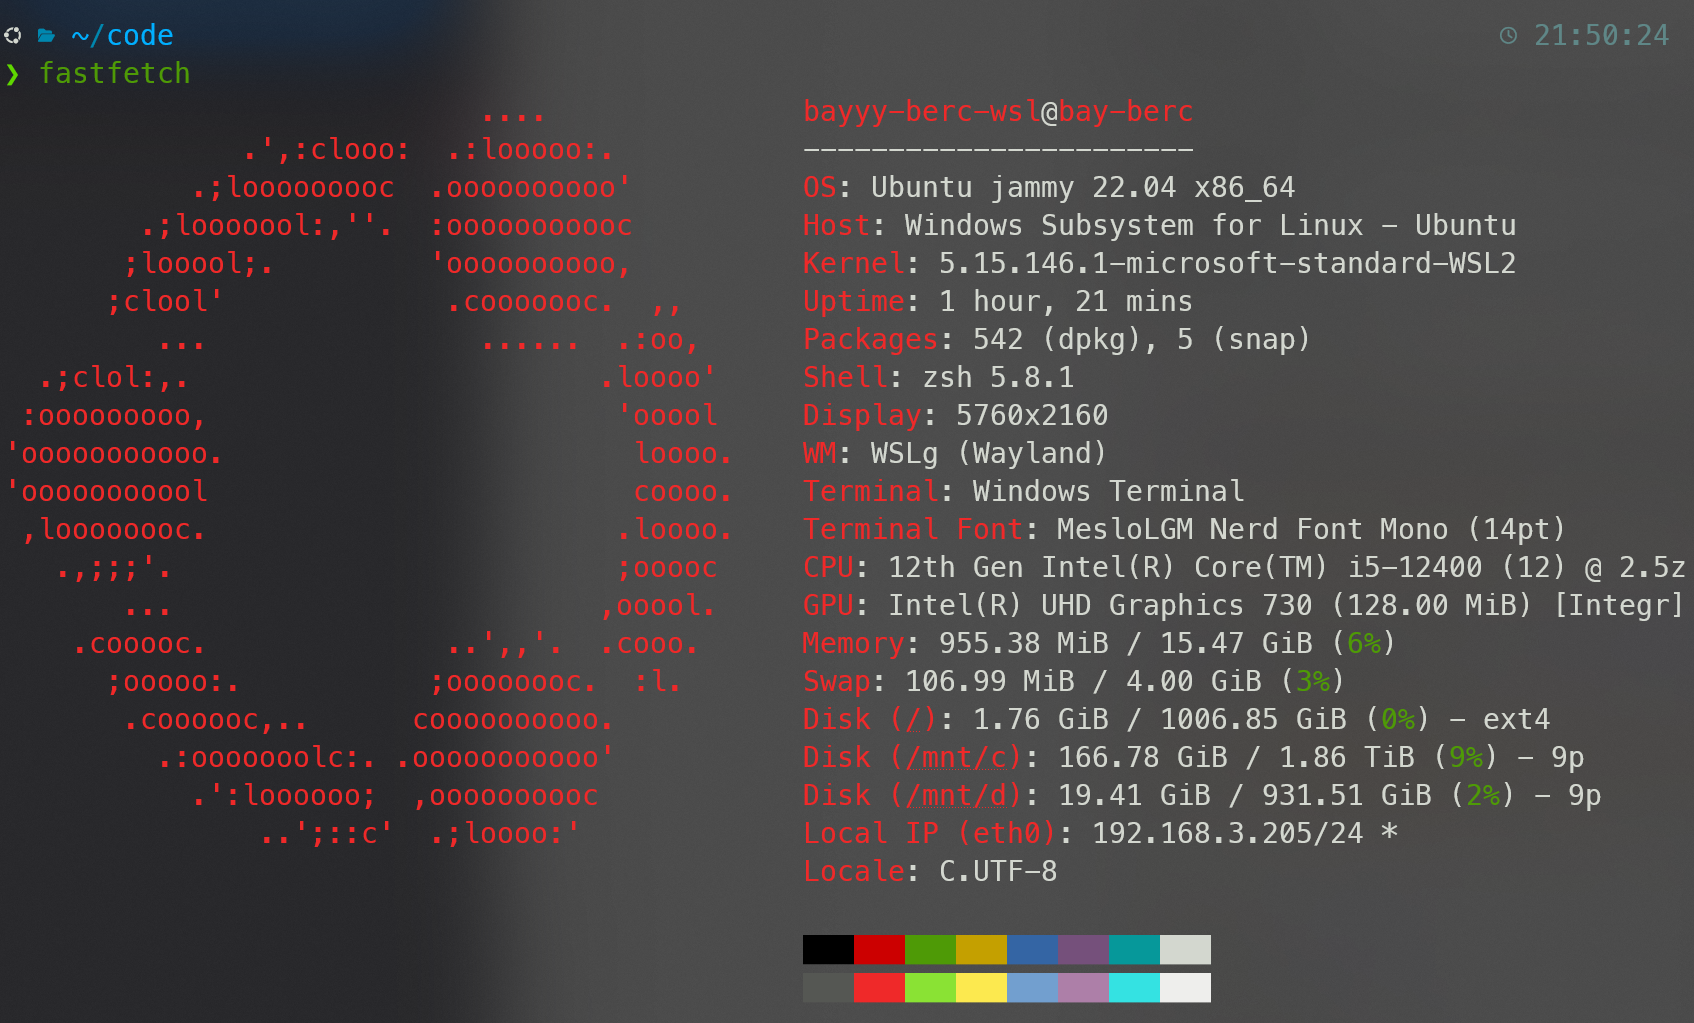 ~/code 21:50:24
❯ fastfetch
                            ....               bayyy-berc-wsl@bay-berc
              .',:clooo:  .:looooo:.           -----------------------
           .;looooooooc  .oooooooooo'          OS: Ubuntu jammy 22.04 x86_64
        .;looooool:,''.  :ooooooooooc          Host: Windows Subsystem for Linux - Ubuntu
       ;looool;.         'oooooooooo,          Kernel: 5.15.146.1-microsoft-standard-WSL2
      ;clool'             .cooooooc.  ,,       Uptime: 1 hour, 21 mins
         ...                ......  .:oo,      Packages: 542 (dpkg), 5 (snap)
  .;clol:,.                        .loooo'     Shell: zsh 5.8.1
 :ooooooooo,                        'ooool     Display: 5760x2160
'ooooooooooo.                        loooo.    WM: WSLg (Wayland)
'ooooooooool                         coooo.    Terminal: Windows Terminal
 ,loooooooc.                        .loooo.    Terminal Font: MesloLGM Nerd Font Mono (14pt)
   .,;;;'.                          ;ooooc     CPU: 12th Gen Intel(R) Core(TM) i5-12400 (12) @ 2.5z
       ...                         ,ooool.     GPU: Intel(R) UHD Graphics 730 (128.00 MiB) [Integr]
    .cooooc.              ..',,'.  .cooo.      Memory: 955.38 MiB / 15.47 GiB (6%)
      ;ooooo:.           ;oooooooc.  :l.       Swap: 106.99 MiB / 4.00 GiB (3%)
       .coooooc,..      coooooooooo.           Disk (/): 1.76 GiB / 1006.85 GiB (0%) - ext4
         .:ooooooolc:. .ooooooooooo'           Disk (/mnt/c): 166.78 GiB / 1.86 TiB (9%) - 9p
           .':loooooo;  ,oooooooooc            Disk (/mnt/d): 19.41 GiB / 931.51 GiB (2%) - 9p
               ..';::c'  .;loooo:'             Local IP (eth0): 192.168.3.205/24 *
                                               Locale: C.UTF-8